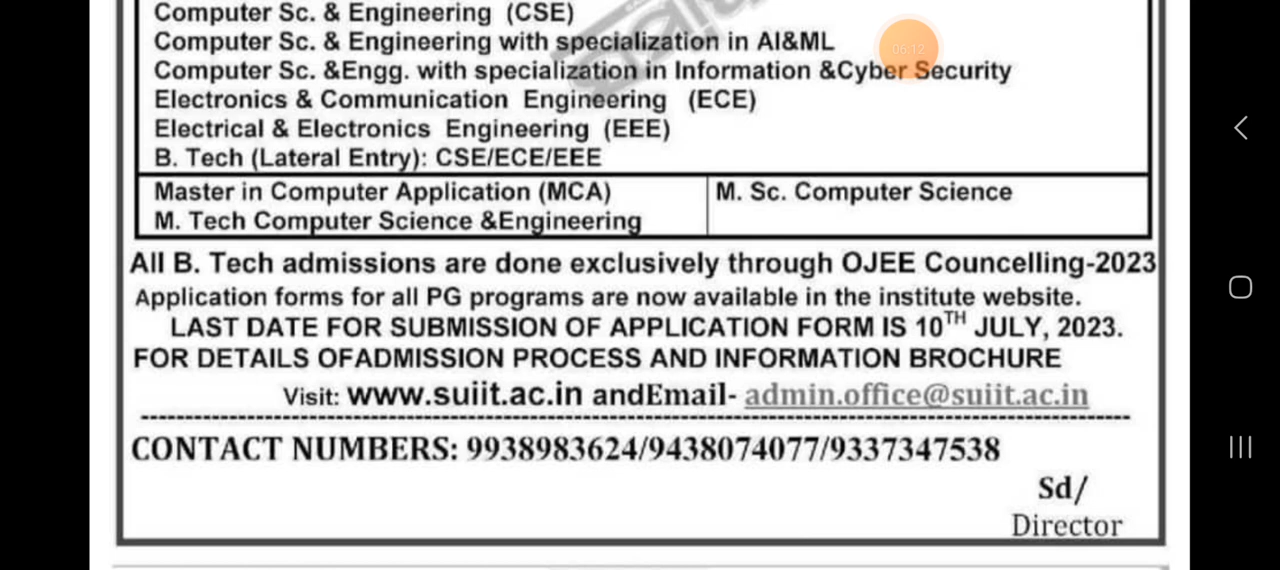 Computer Sc. & Engineering (CSE)
Computer Sc. & Engineering with specialization in AI&ML
06:12
Computer Sc. &Engg. with specialization in Information &Cyber Security
Electronics & Communication Engineering (ECE)
Electrical & Electronics Engineering (EEE)
B. Tech (Lateral Entry): CSE/ECE/EEE
Master in Computer Application (MCA)
M. Tech Computer Science &Engineering
M. Sc. Computer Science
All B. Tech admissions are done exclusively through OJEE Councelling-2023
Application forms for all PG programs are now available in the institute website.
LAST DATE FOR SUBMISSION OF APPLICATION FORM IS 10TH JULY, 2023.
FOR DETAILS OFADMISSION PROCESS AND INFORMATION BROCHURE
Visit: www.suiit.ac.in andEmail- admin.office@suiit.ac.in
CONTACT NUMBERS: 9938983624/9438074077/9337347538
Sd/
Director